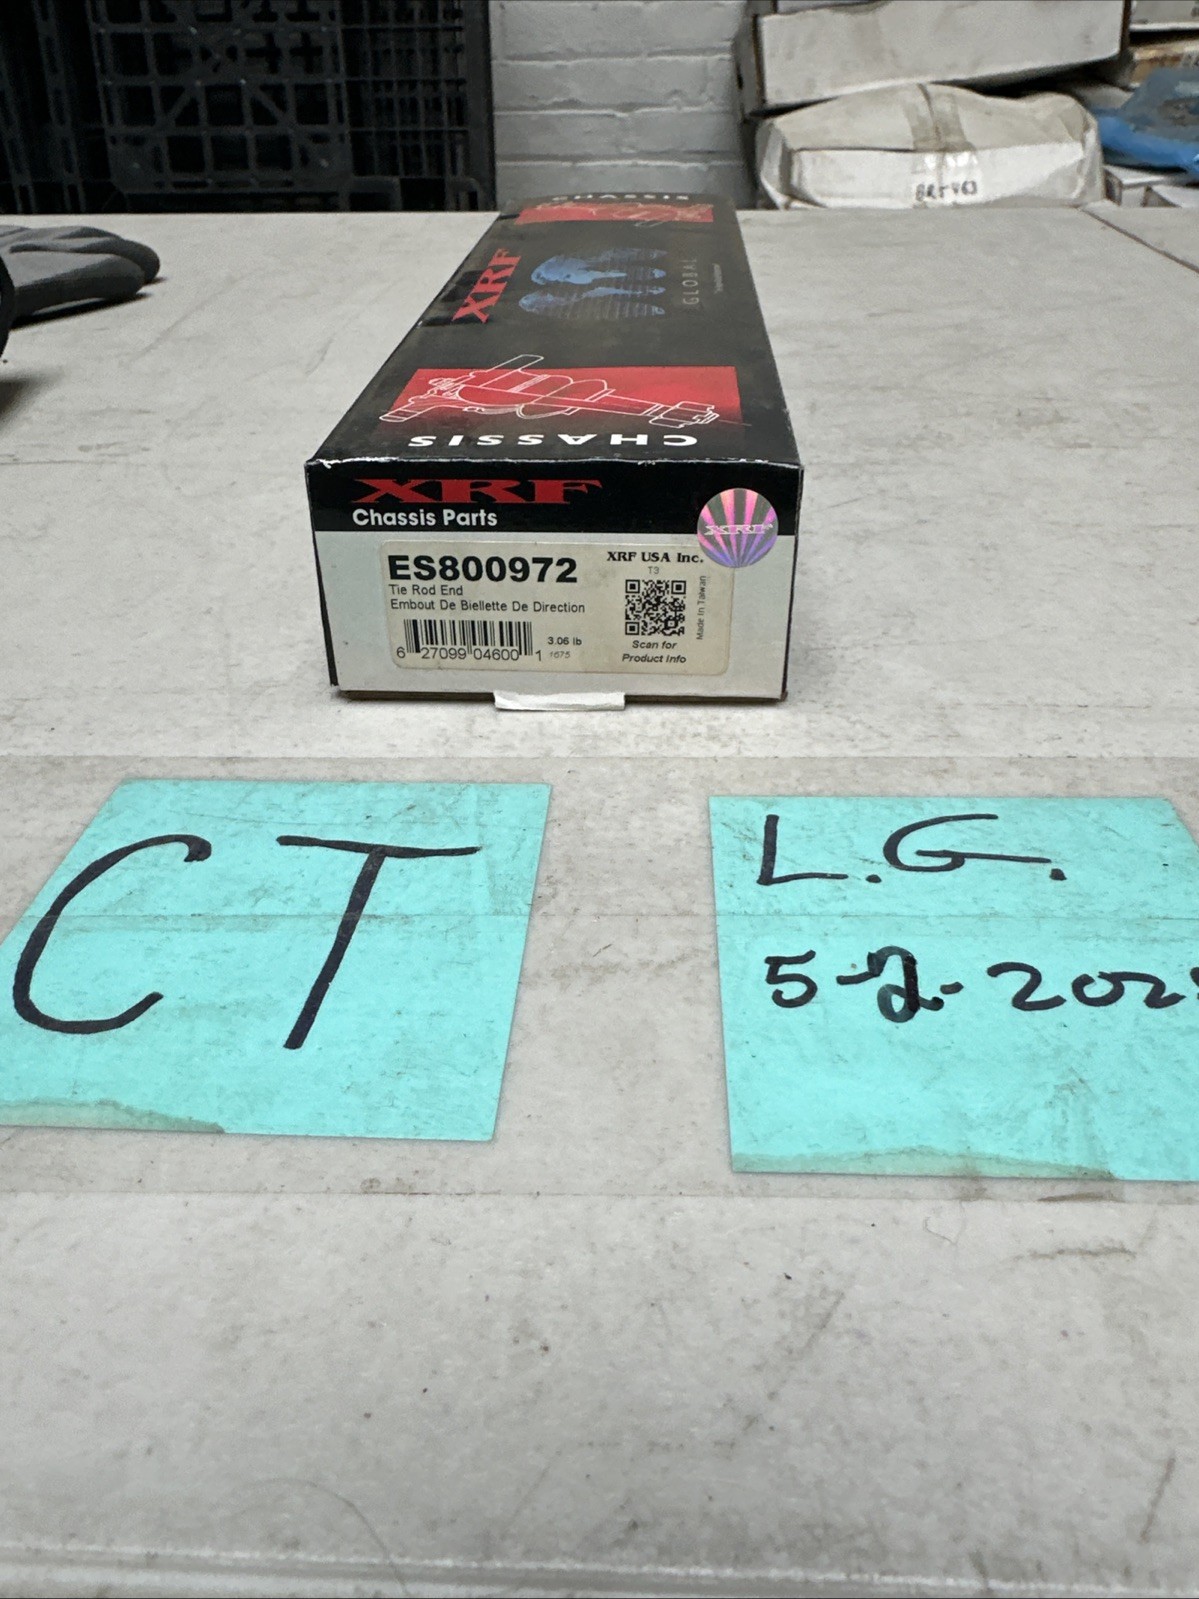 BRT463
CHASSIS
XRF
GLOBAL
CHASSIS
XRF
Chassis Parts
XRF
ES800972
XRF USA Inc.
T3
Tie Rod End
Embout De Biellette De Direction
Made In Taiwan
3.06 lb
6 27099 04600 1
1675
Scan for
Product Info
CT
L.G.
5-2-202